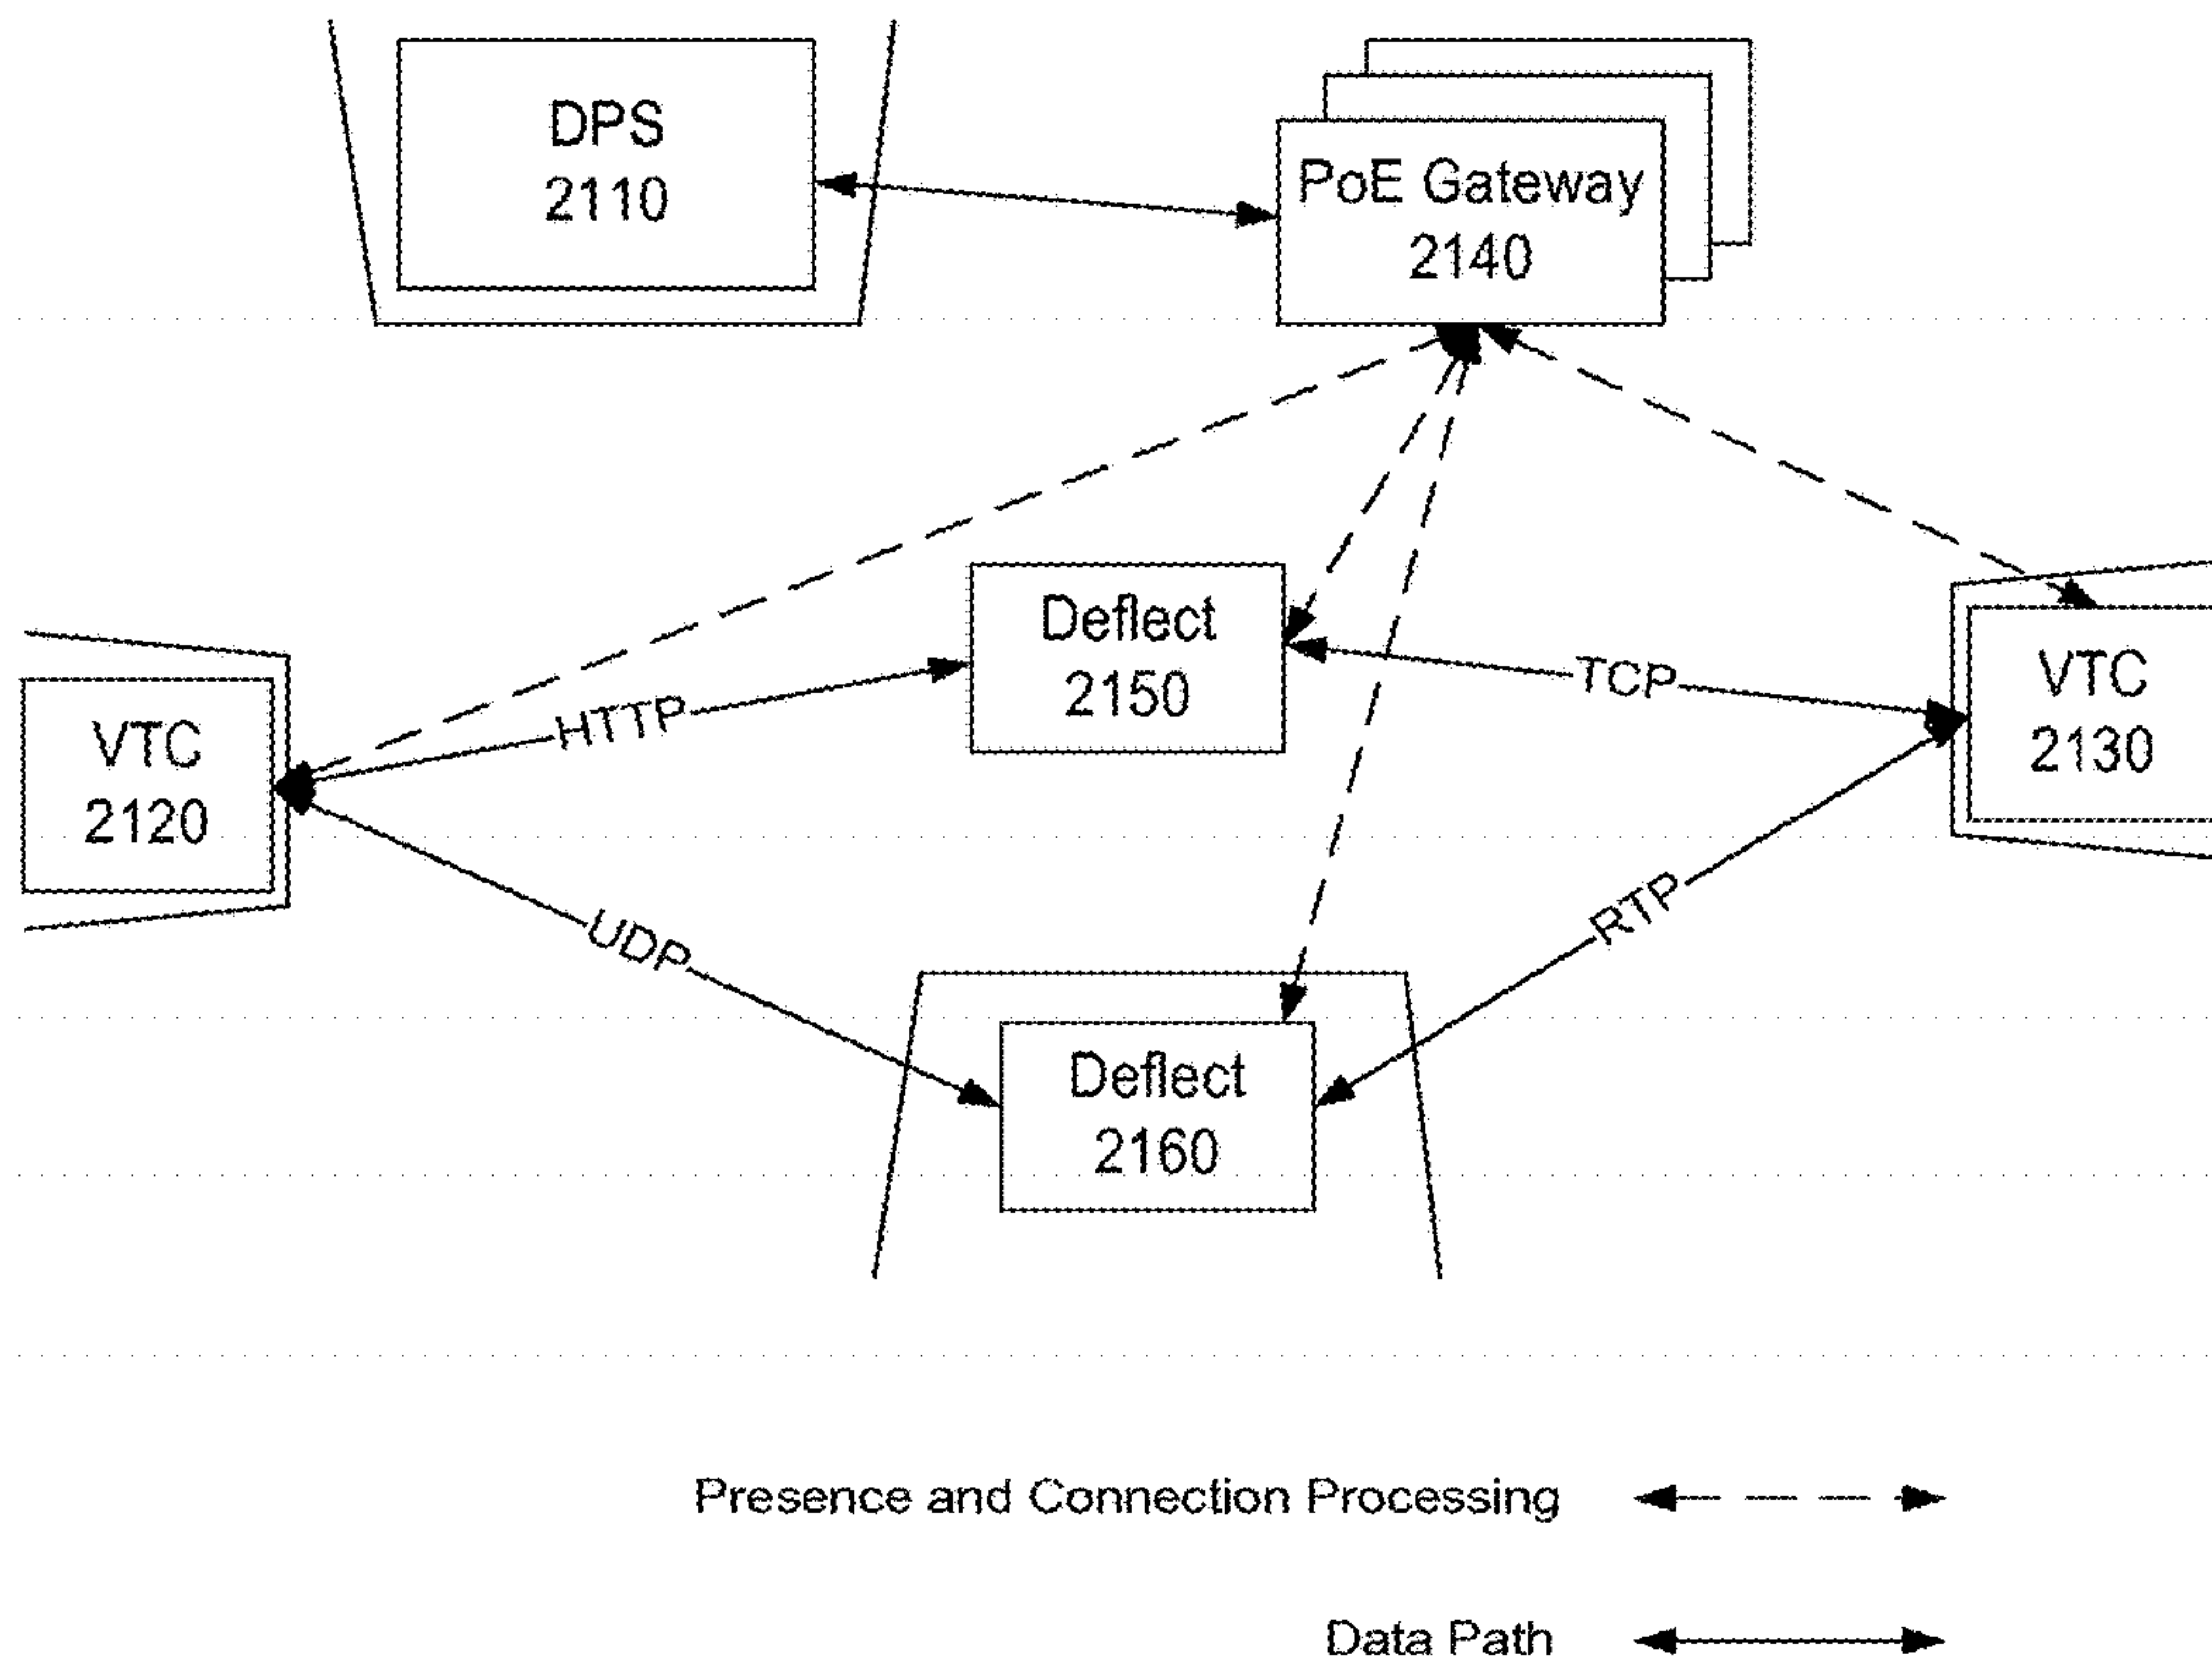 DPS
2110
PoE Gateway
2140
Deflect
2150
TCP
VTC
2130
HTTP
VTC
2120
UDP
RTP
Deflect
2160
Presence and Connection Processing
Data Path